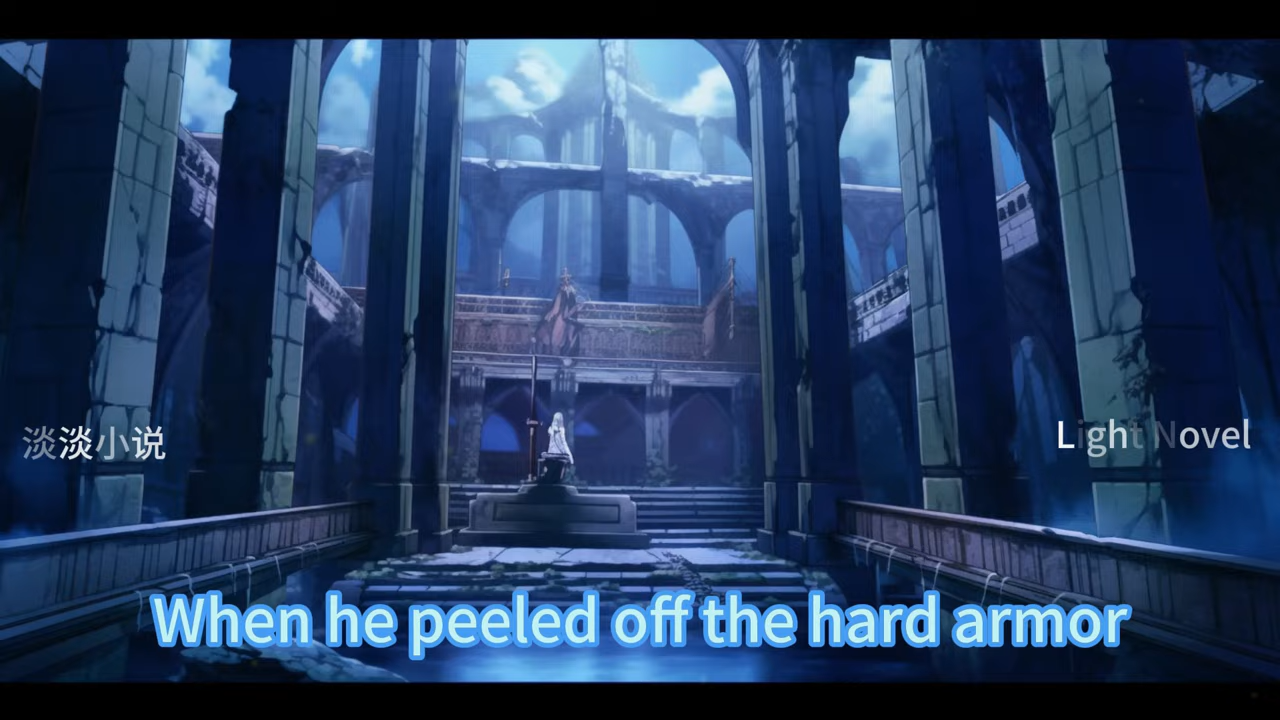 淡淡小说
Light Novel
When he peeled off the hard armor